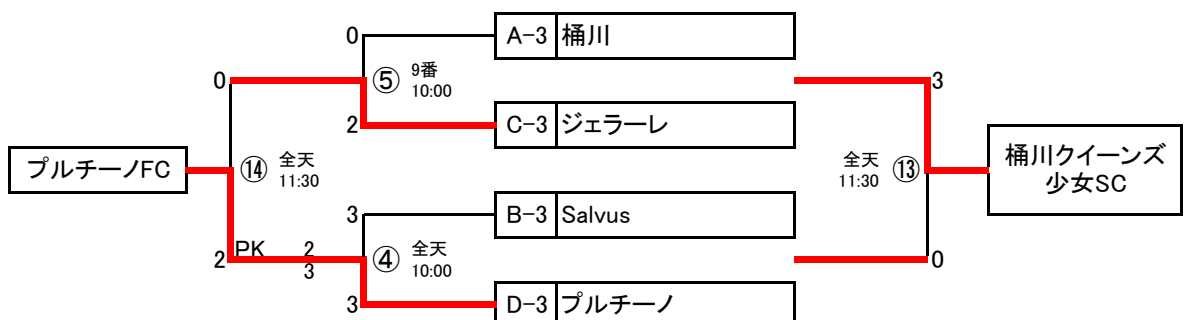 0
A-3 桶川
0
⑤ 9番
10:00
3
2
C-3 ジェラーレ
プルチーノFC
⑭ 全天
11:30
全天
11:30 ⑬
桶川クイーンズ
少女SC
3
B-3 Salvus
2 PK 2
3
④ 全天
10:00
0
3
D-3 プルチーノ